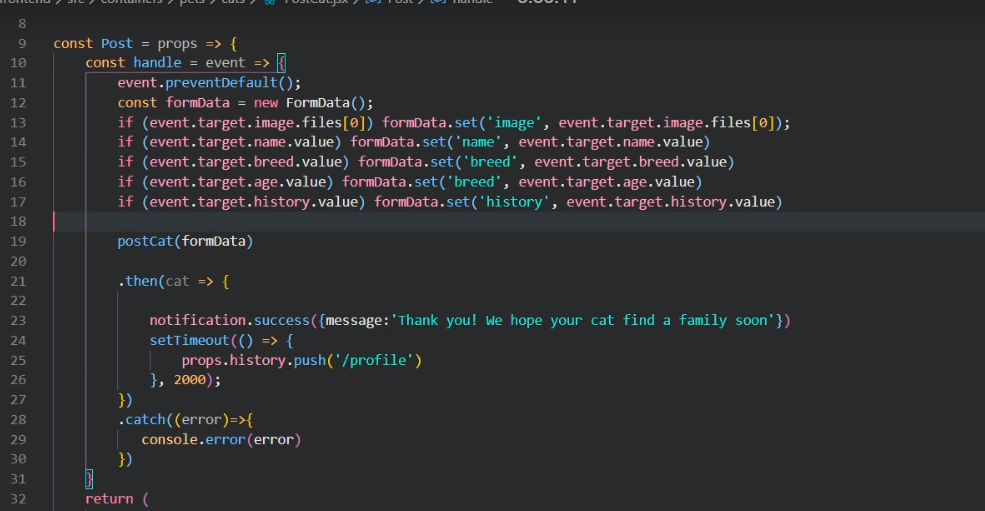 frontend > src > containers > pets > cats > PostCat.jsx > Post > handle
8
9 const Post = props => {
10 const handle = event => {
11 event.preventDefault();
12 const formData = new FormData();
13 if (event.target.image.files[0]) formData.set('image', event.target.image.files[0]);
14 if (event.target.name.value) formData.set('name', event.target.name.value)
15 if (event.target.breed.value) formData.set('breed', event.target.breed.value)
16 if (event.target.age.value) formData.set('breed', event.target.age.value)
17 if (event.target.history.value) formData.set('history', event.target.history.value)
18
19 postCat(formData)
20
21 .then(cat => {
22
23 notification.success({message:'Thank you! We hope your cat find a family soon'})
24 setTimeout(() => {
25 props.history.push('/profile')
26 }, 2000);
27 })
28 .catch((error)=>{
29 console.error(error)
30 })
31 }
32 return (